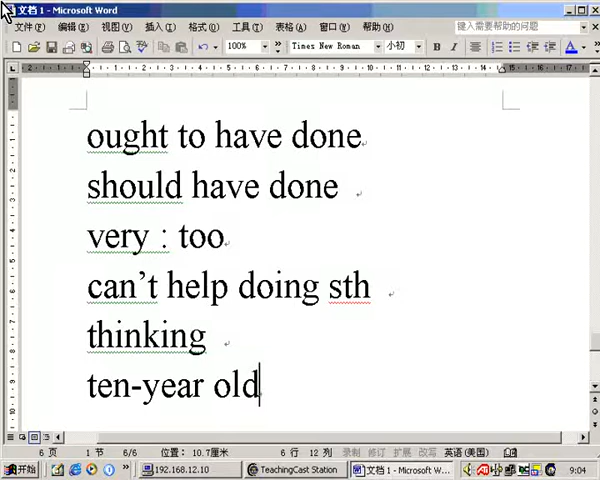 文档 1 - Microsoft Word
文件(F) 编辑(E) 视图(V) 插入(I) 格式(O) 工具(T) 表格(A) 窗口(W) 帮助(H) 键入需要帮助的问题
100% Times New Roman 小初 B I A
ought to have done
should have done
very : too
can't help doing sth
thinking
ten-year old
6 页 1 节 6/6 位置: 10.7厘米 6 行 12 列 录制 修订 扩展 改写 英语(美国)
开始 192.168.12.10 TeachingCast Station 文档 1 - Microsoft W... 9:04